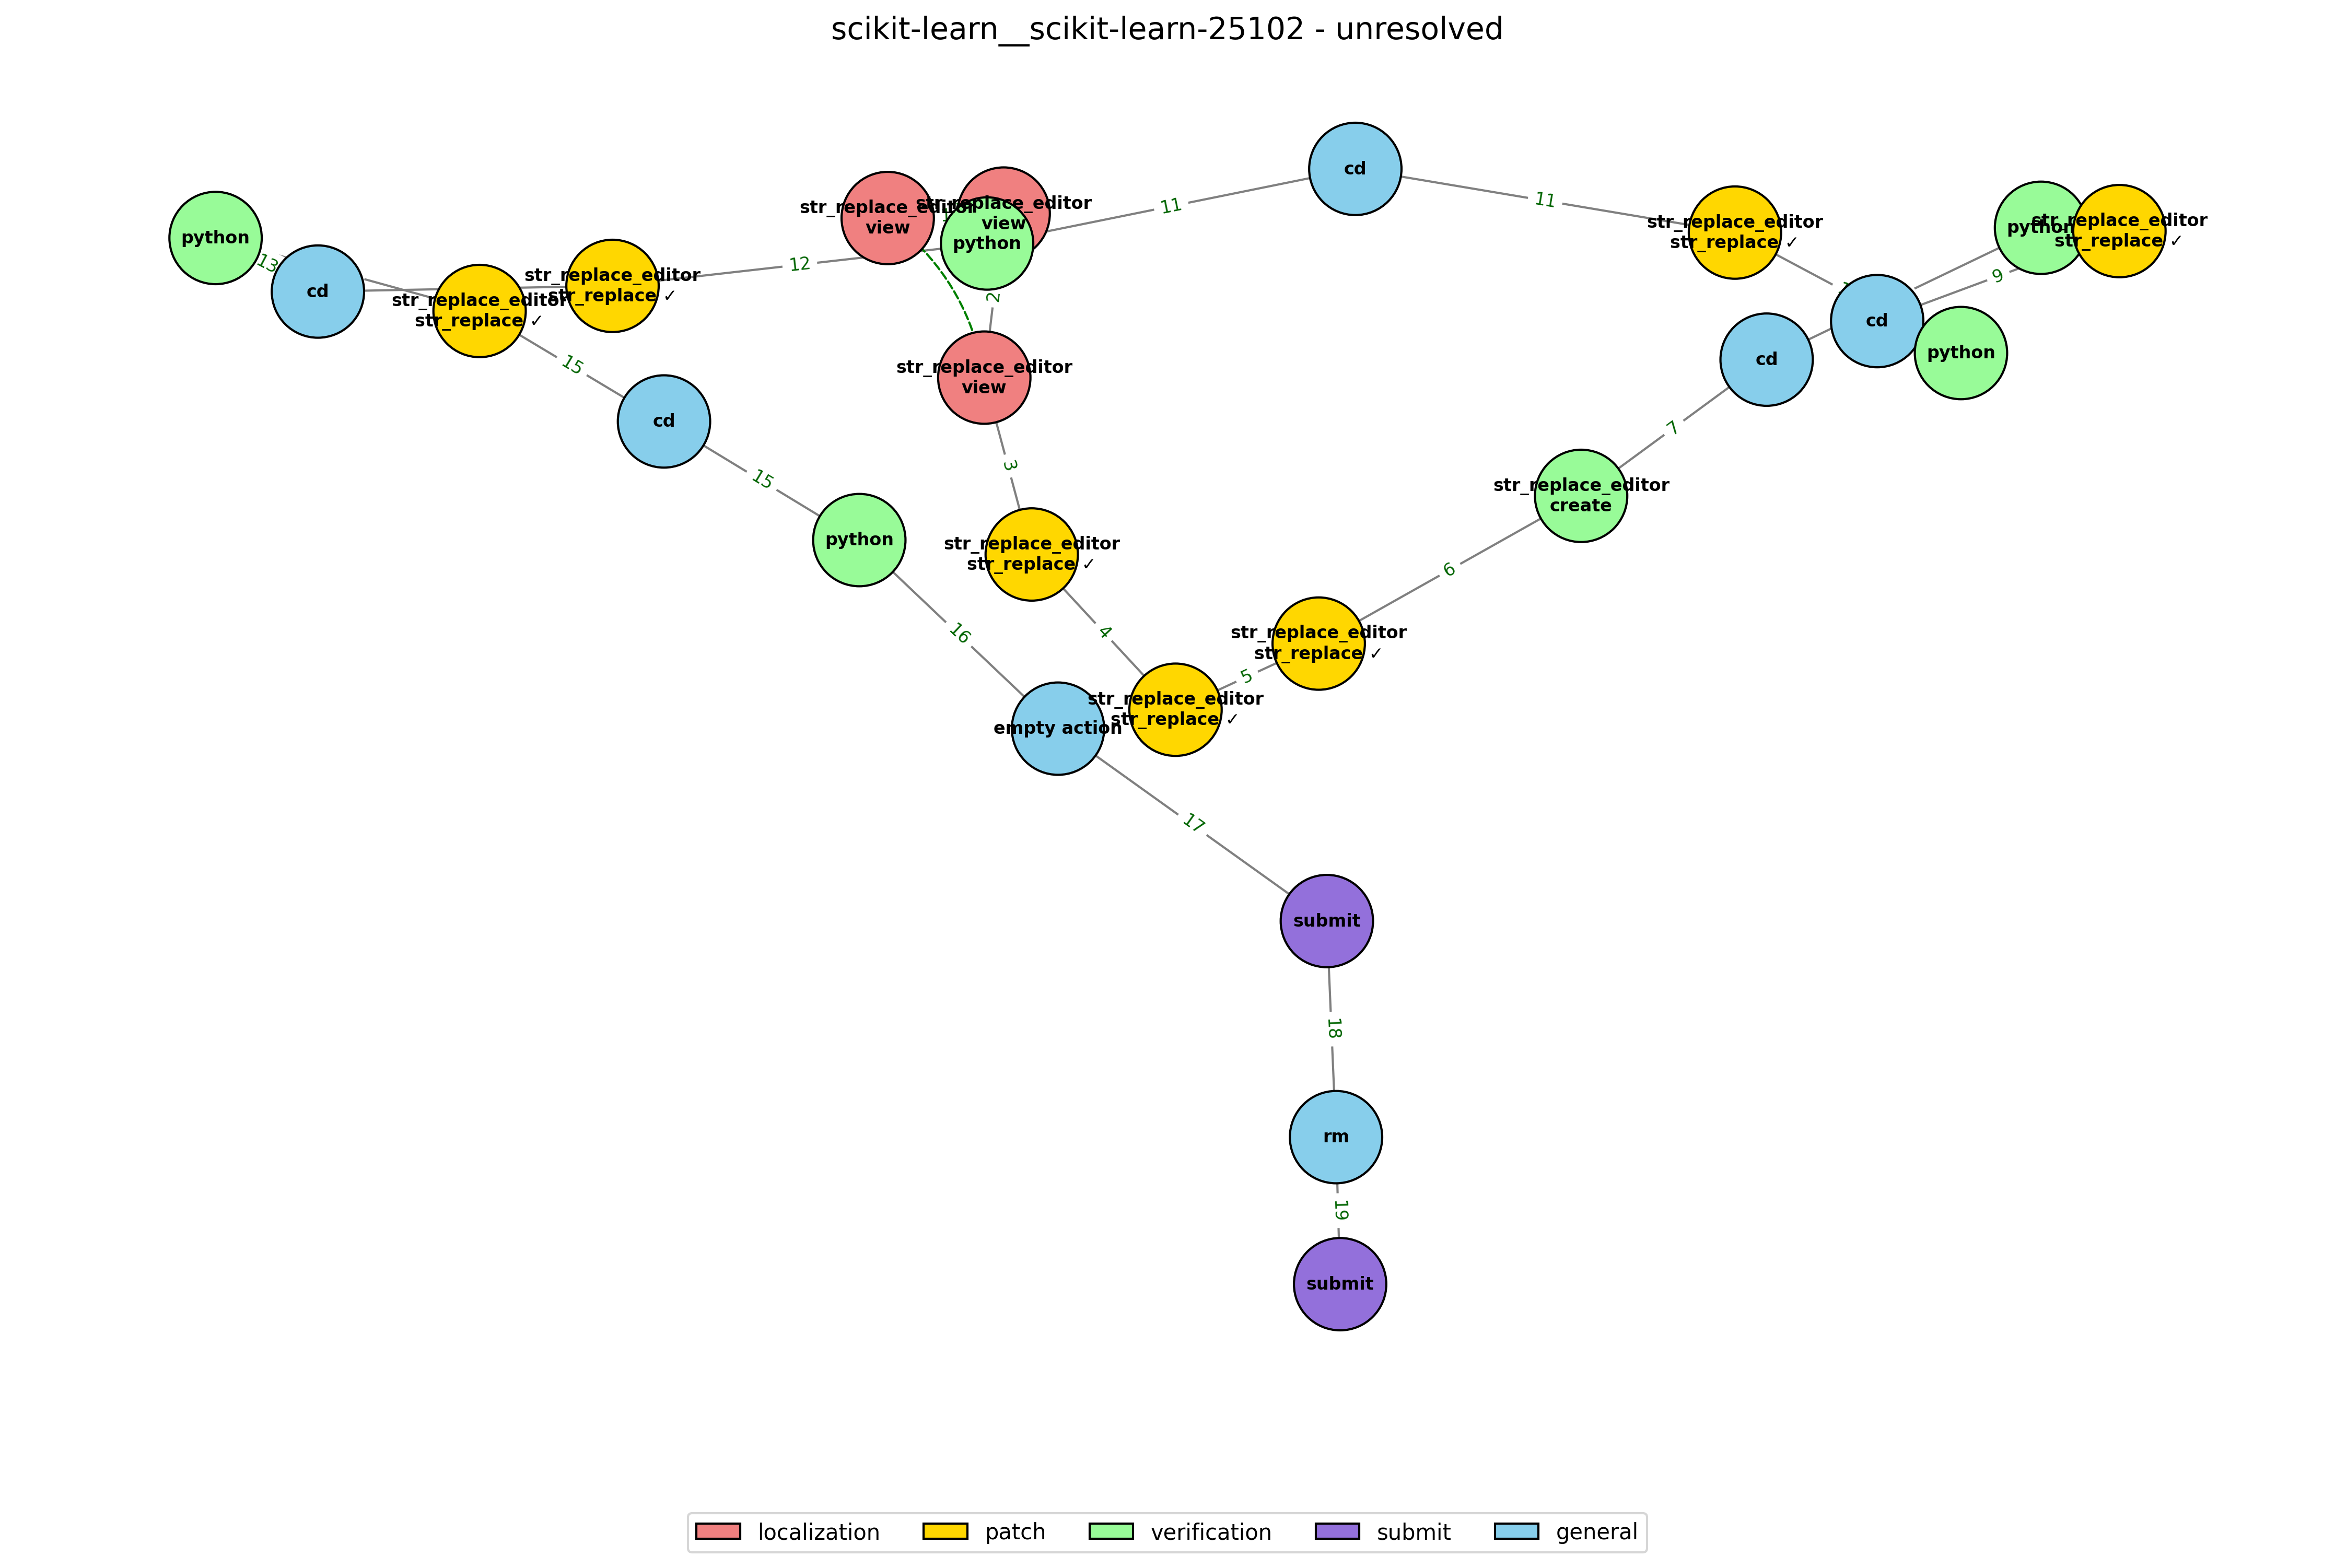 scikit-learn__scikit-learn-25102 - unresolved
cd
11
11
str_replace_editor
view
str_replace_editor
view
python
python
cd
13
str_replace_editor
str_replace ✓
str_replace_editor
str_replace ✓
12
2
str_replace_editor
str_replace ✓
python
str_replace_editor
str_replace ✓
9
cd
cd
python
str_replace_editor
view
15
cd
15
3
7
str_replace_editor
create
python
str_replace_editor
str_replace ✓
6
4
16
str_replace_editor
str_replace ✓
5
str_replace_editor
str_replace ✓
empty action
17
submit
18
rm
19
submit
localization
patch
verification
submit
general